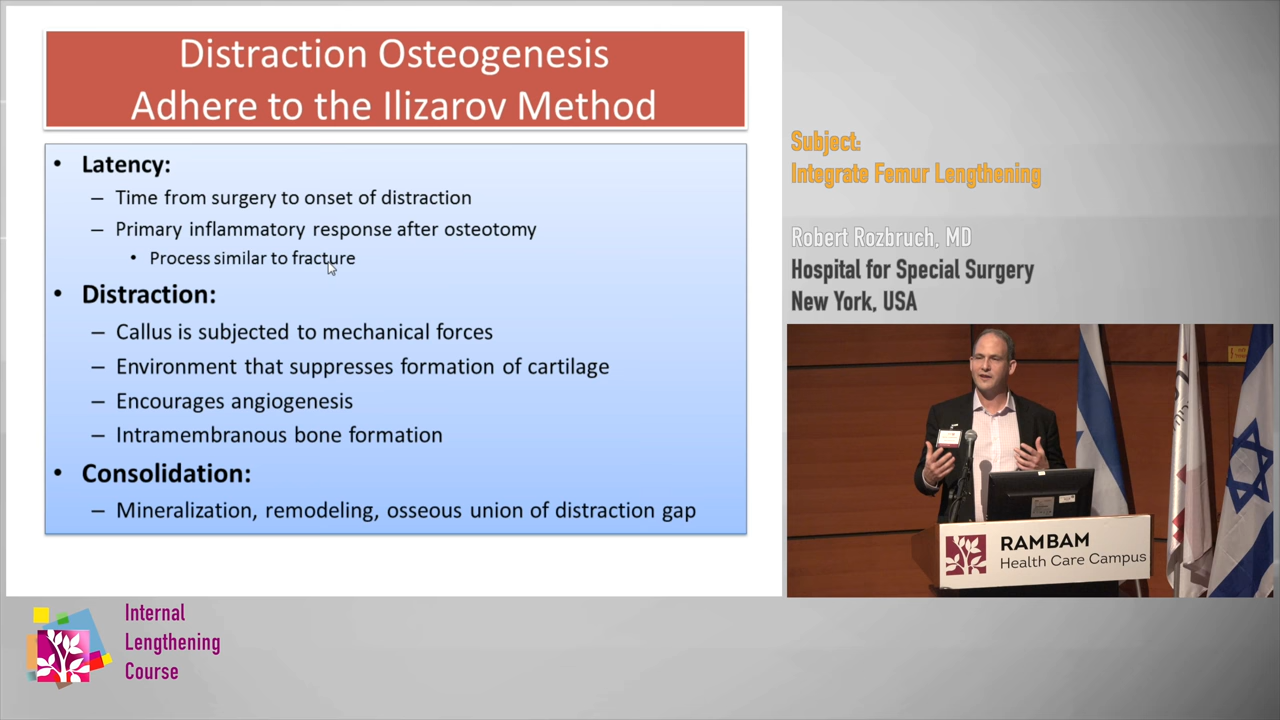 Distraction Osteogenesis
Adhere to the Ilizarov Method
• Latency:
– Time from surgery to onset of distraction
– Primary inflammatory response after osteotomy
• Process similar to fracture
• Distraction:
– Callus is subjected to mechanical forces
– Environment that suppresses formation of cartilage
– Encourages angiogenesis
– Intramembranous bone formation
• Consolidation:
– Mineralization, remodeling, osseous union of distraction gap
Subject:
Integrate Femur Lengthening
Robert Rozbruch, MD
Hospital for Special Surgery
New York, USA
RAMBAM
Health Care Campus
Internal
Lengthening
Course